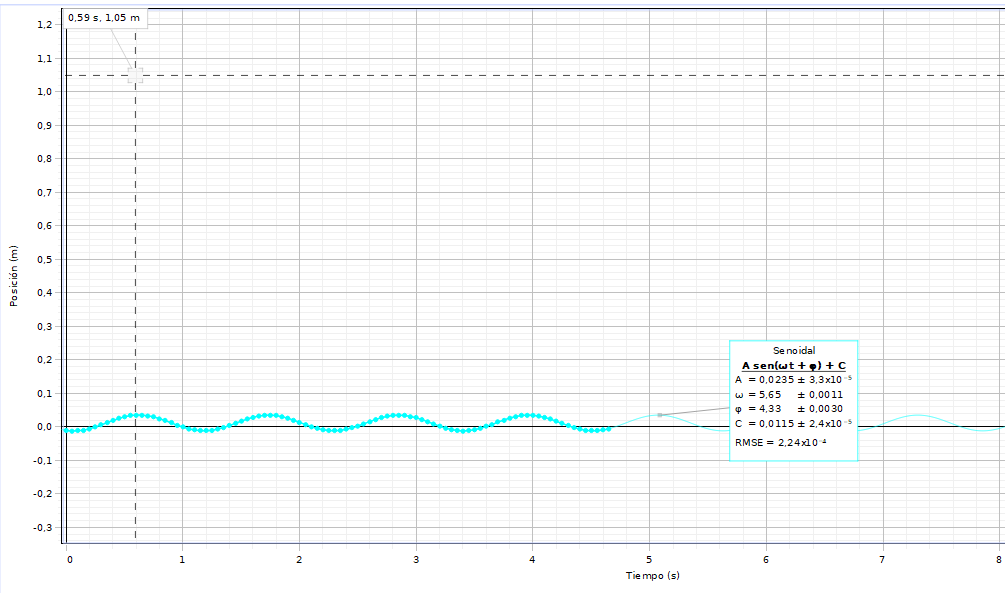 0,59 s, 1,05 m
1,2
1,1
1,0
0,9
0,8
0,7
0,6
0,5
0,4
0,3
0,2
0,1
0,0
-0,1
-0,2
-0,3
Posición (m)
Senoidal
A sen(ωt + φ) + C
A = 0,0235 ± 3,3x10⁻⁵
ω = 5,65 ± 0,0011
φ = 4,33 ± 0,0030
C = 0,0115 ± 2,4x10⁻⁵
RMSE = 2,24x10⁻⁴
0 1 2 3 4 5 6 7 8
Tiempo (s)